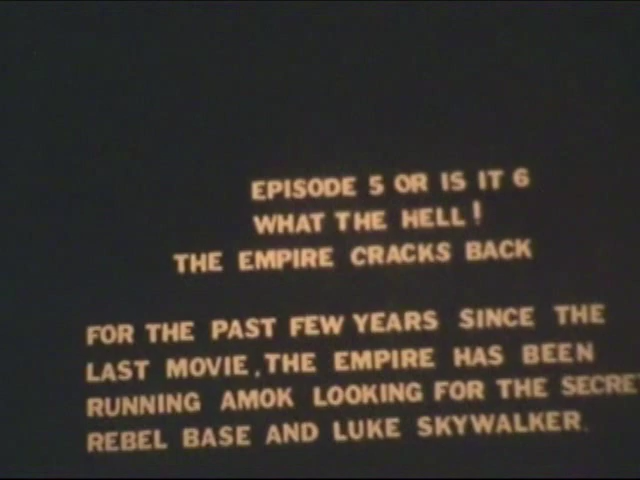 EPISODE 5 OR IS IT 6
WHAT THE HELL!
THE EMPIRE CRACKS BACK
FOR THE PAST FEW YEARS SINCE THE
LAST MOVIE, THE EMPIRE HAS BEEN
RUNNING AMOK LOOKING FOR THE SECRE
REBEL BASE AND LUKE SKYWALKER.